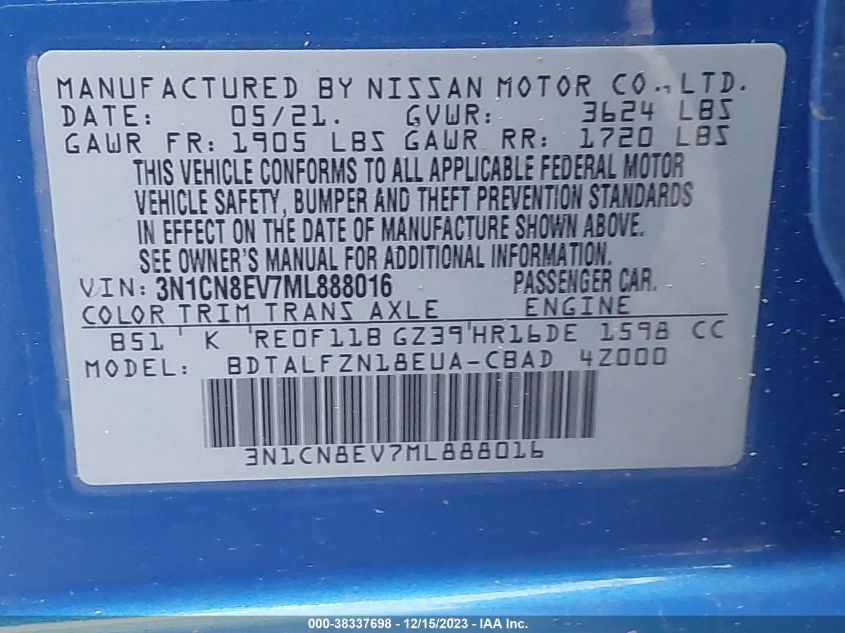 MANUFACTURED BY NISSAN MOTOR CO., LTD.
DATE: 05/21. GVWR: 3624 LBS
GAWR FR: 1905 LBS GAWR RR: 1720 LBS
THIS VEHICLE CONFORMS TO ALL APPLICABLE FEDERAL MOTOR
VEHICLE SAFETY, BUMPER AND THEFT PREVENTION STANDARDS
IN EFFECT ON THE DATE OF MANUFACTURE SHOWN ABOVE.
SEE OWNER'S MANUAL FOR ADDITIONAL INFORMATION.
VIN: 3N1CN8EV7ML888016 PASSENGER CAR.
COLOR TRIM TRANS AXLE ENGINE
B51 K RE0F11B GZ39 HR16DE 1598 CC
MODEL: BDTALFZN18EUA-CBAD 4Z000
3N1CN8EV7ML888016
000-38337698 - 12/15/2023 - IAA Inc.